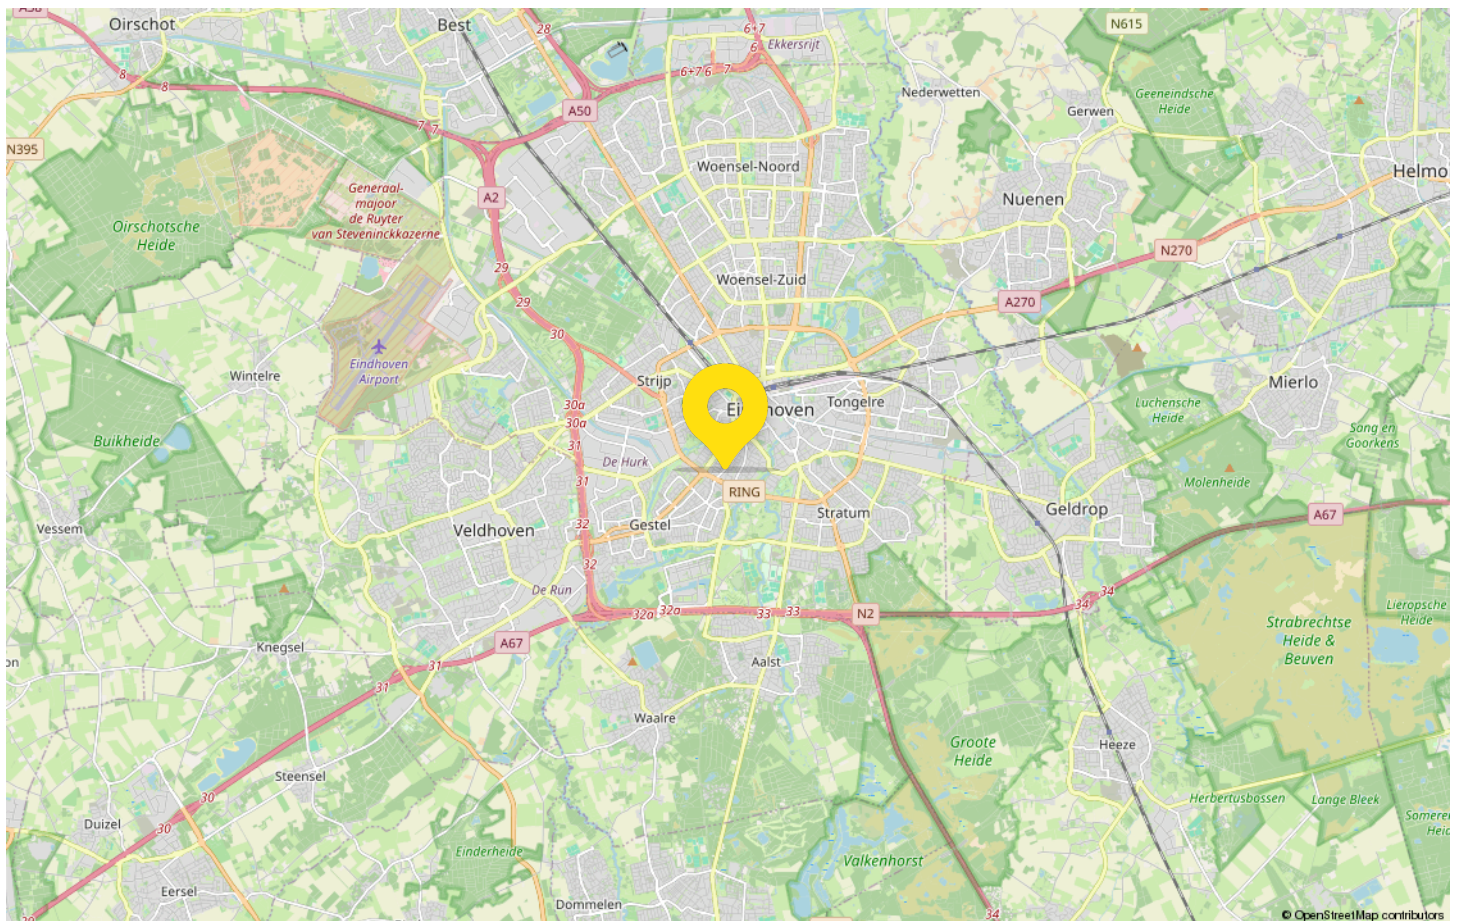 A58
Oirschot
Best
28
6+7
6
Ekkersrijt
N615
8
8
6+7 6
7
Nederwetten
Geeneindsche
Heide
A50
Gerwen
7 7
N395
Woensel-Noord
Helmo
Generaal-
majoor
de Ruyter
van Steveninckkazerne
A2
Nuenen
Oirschotsche
Heide
N270
29
Woensel-Zuid
29
A270
30
Wintelre
Eindhoven
Airport
Strijp
Mierlo
30a
30a
Tongelre
Luchensche
Heide
Buikheide
31
Sang en
Goorkens
De Hurk
31
Molenheide
RING
Vessem
Veldhoven
32
Gestel
Stratum
Geldrop
A67
32
De Run
34
34
32a
32a
33
33
N2
Lieropsche
Heide
Strabrechtse
Heide &
Beuven
Knegsel
A67
31
Aalst
31
Waalre
Groote
Heide
Heeze
Steensel
30
Herbertusbossen
Lange Bleek
Duizel
30
Einderheide
Valkenhorst
Eersel
Dommelen
34
29
© OpenStreetMap contributors